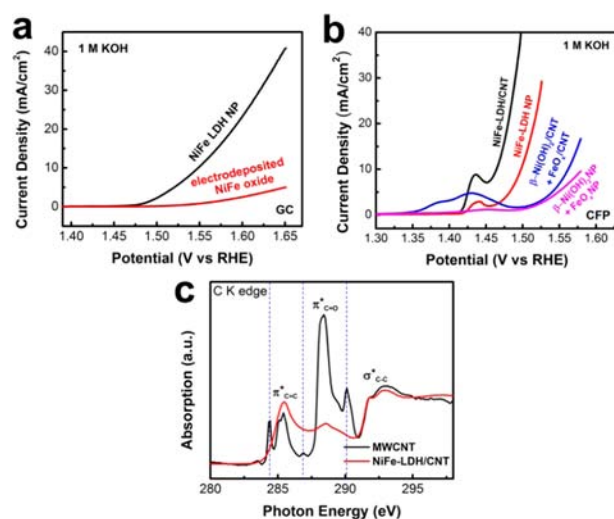 a
1 M KOH
Current Density (mA/cm²)
40
30
20
10
0
NiFe LDH NP
electrodeposited
NiFe oxide
GC
1.40 1.45 1.50 1.55 1.60 1.65
Potential (V vs RHE)
b
1 M KOH
Current Density (mA/cm²)
40
30
20
10
0
NiFe-LDH/CNT
NiFe-LDH NP
β-Ni(OH)₂/CNT
+ FeOₓ/CNT
β-Ni(OH)₂NP
+ FeOₓNP
CFP
1.30 1.35 1.40 1.45 1.50 1.55 1.60
Potential (V vs RHE)
c
C K edge
Absorption (a.u.)
π*C=C
π*C=O
σ*C-C
MWCNT
NiFe-LDH/CNT
280 285 290 295
Photon Energy (eV)